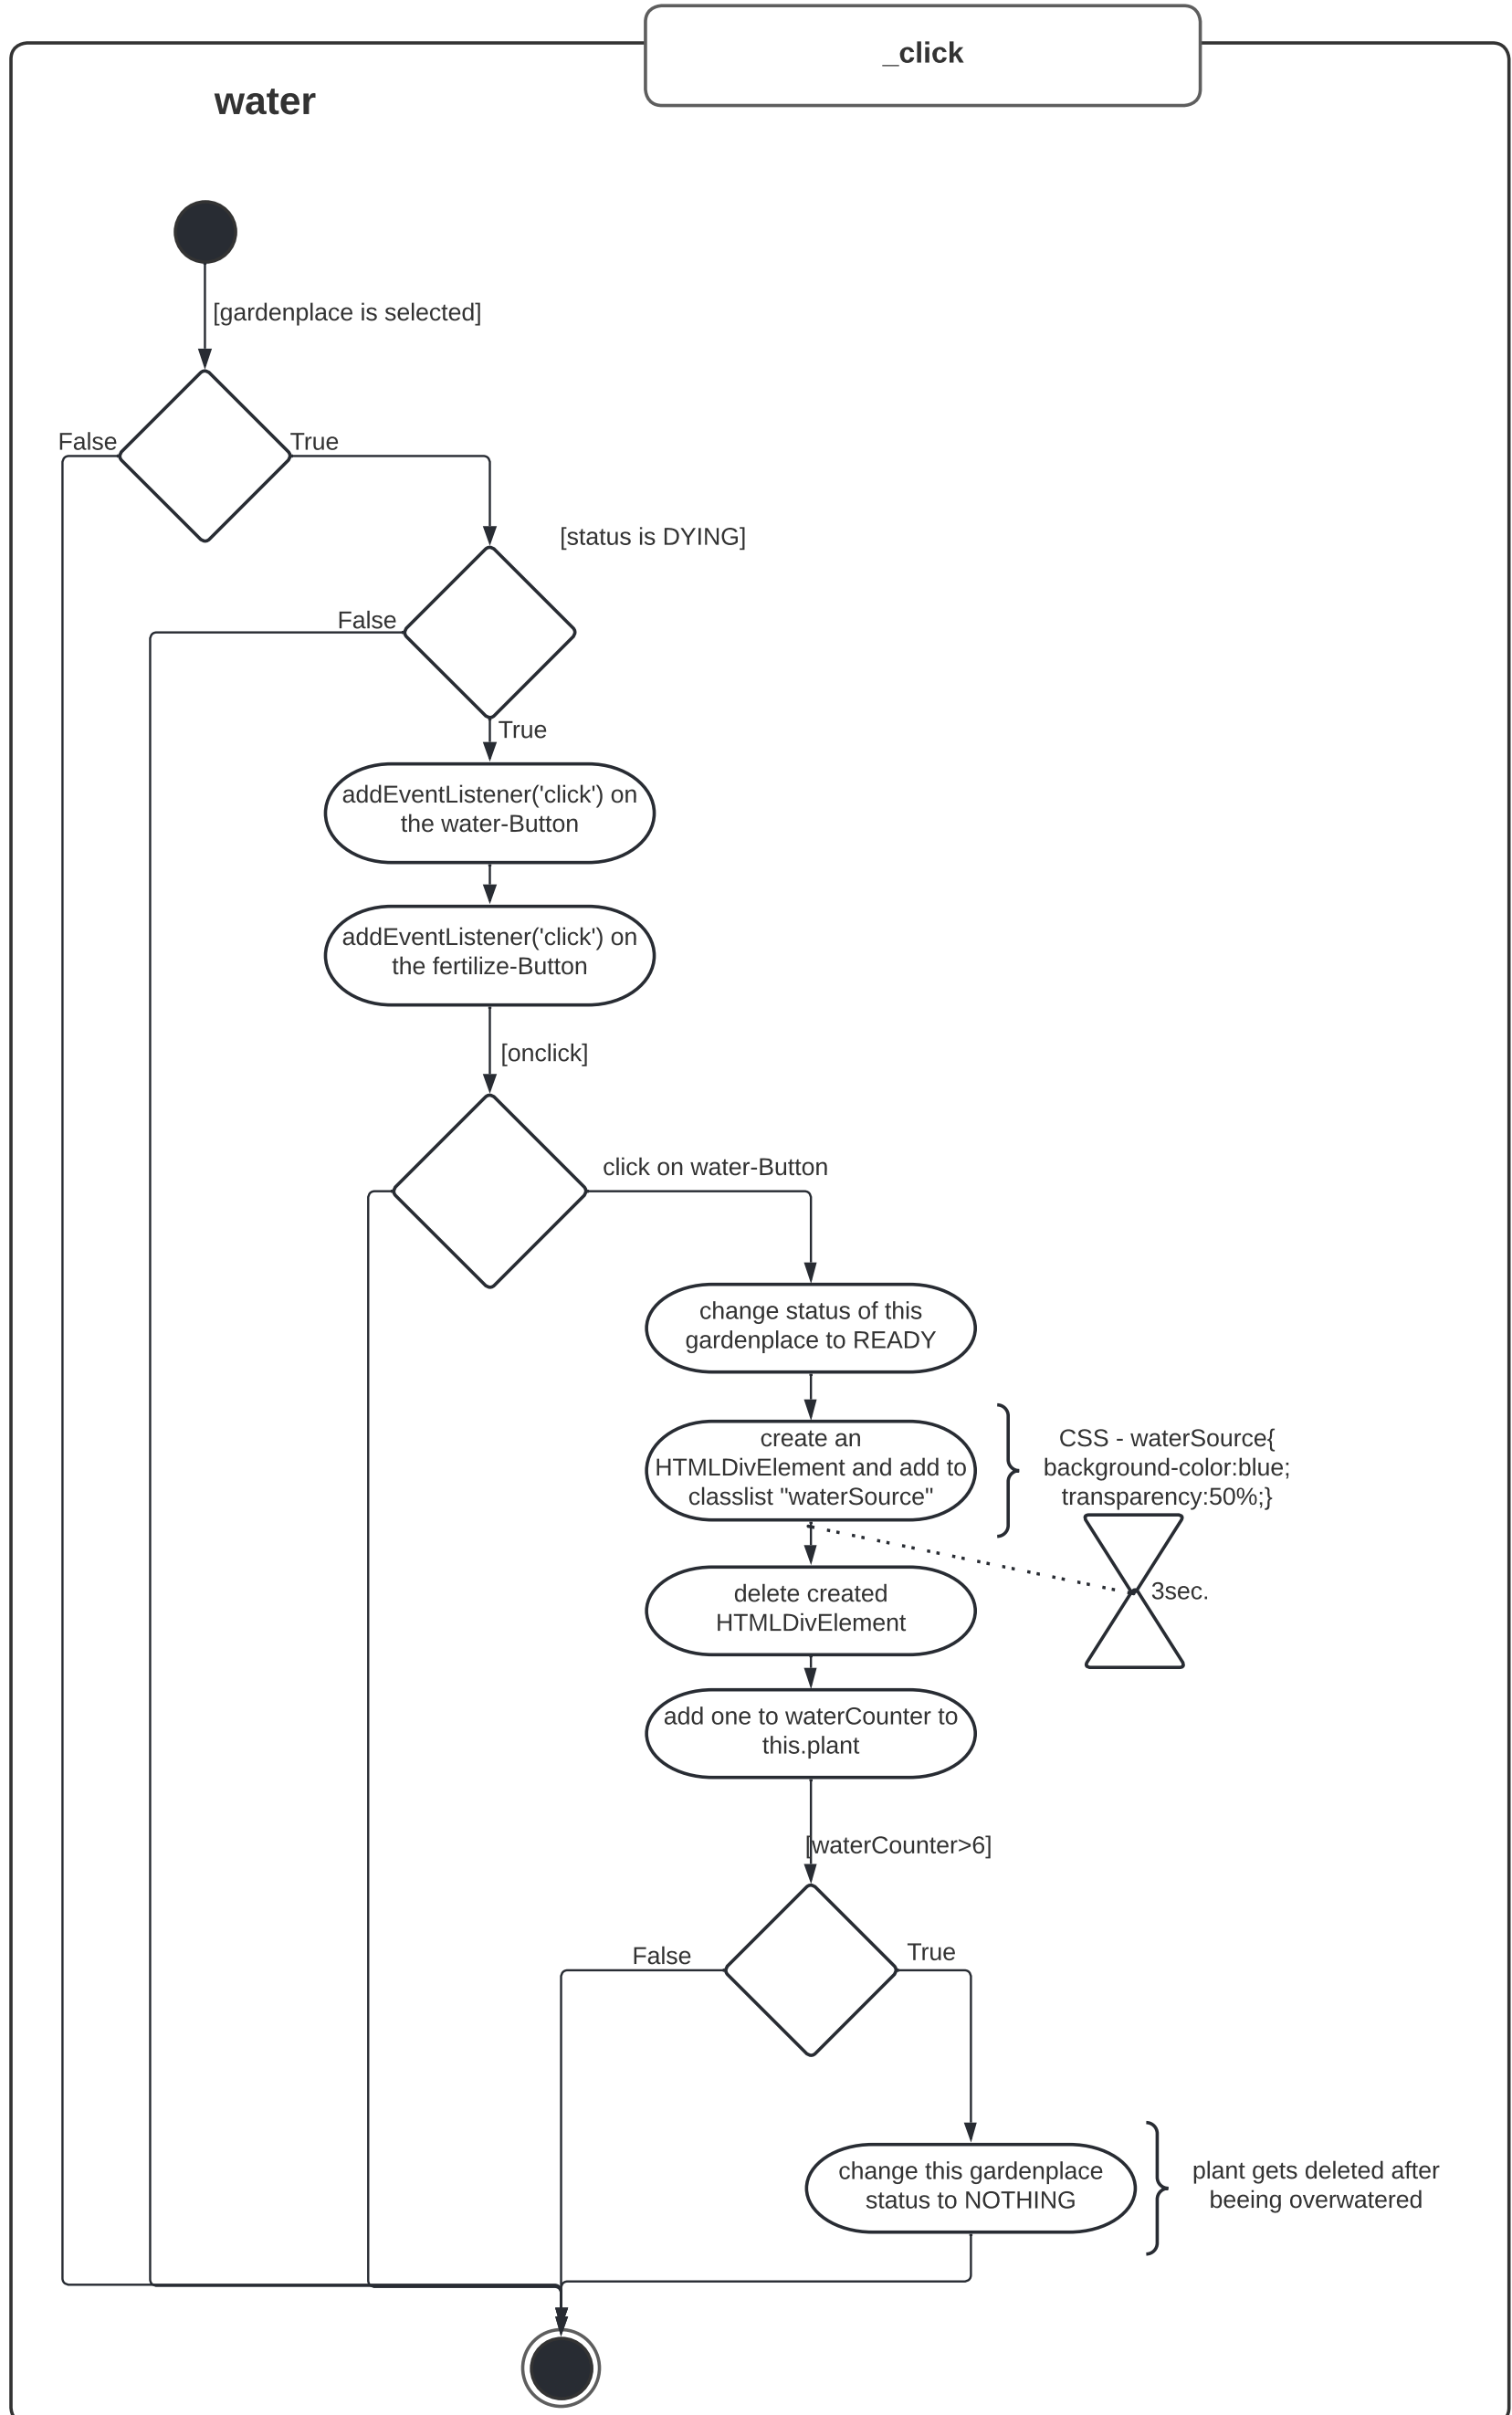 _click
water
[gardenplace is selected]
False
True
[status is DYING]
False
True
addEventListener('click') on
the water-Button
addEventListener('click') on
the fertilize-Button
[onclick]
click on water-Button
change status of this
gardenplace to READY
create an
HTMLDivElement and add to
classlist "waterSource"
CSS - waterSource{
background-color:blue;
transparency:50%;}
3sec.
delete created
HTMLDivElement
add one to waterCounter to
this.plant
[waterCounter>6]
False
True
change this gardenplace
status to NOTHING
plant gets deleted after
beeing overwatered